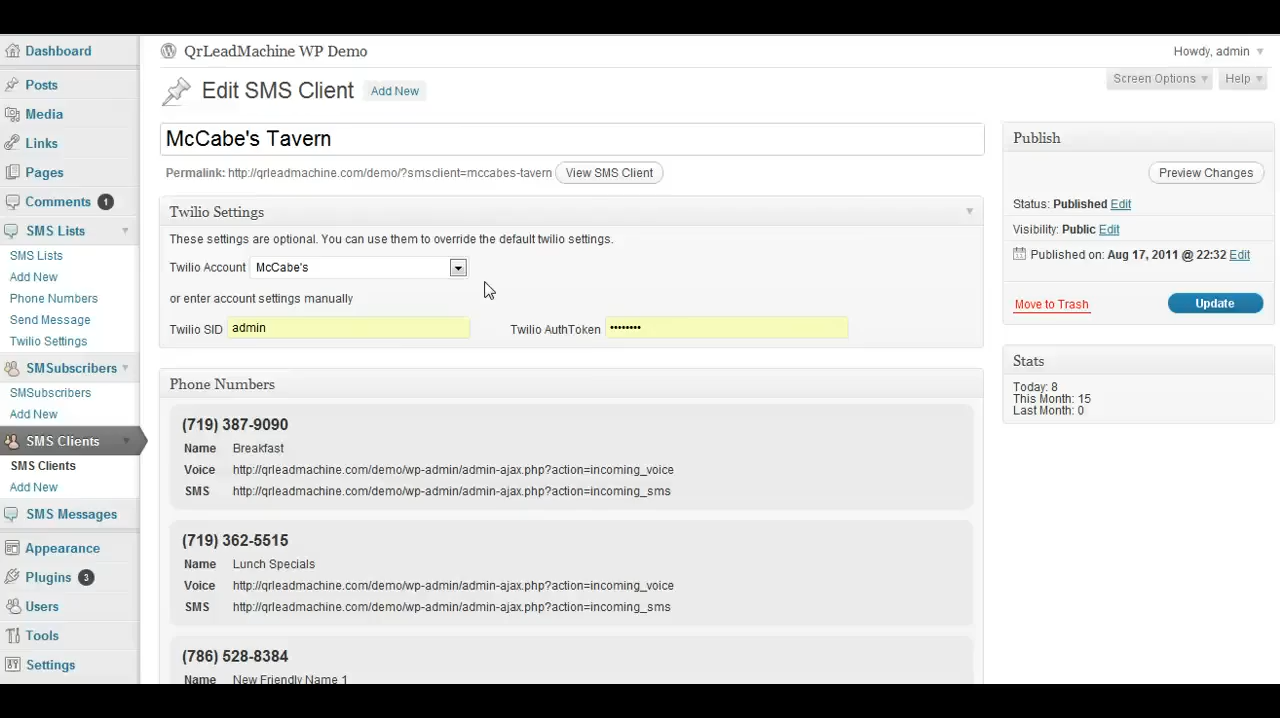 Dashboard
Posts
Media
Links
Pages
Comments 1
SMS Lists
SMS Lists
Add New
Phone Numbers
Send Message
Twilio Settings
SMSubscribers
SMSubscribers
Add New
SMS Clients
SMS Clients
Add New
SMS Messages
Appearance
Plugins 3
Users
Tools
Settings
QrLeadMachine WP Demo
Howdy, admin
Screen Options
Help
Edit SMS Client Add New
McCabe's Tavern
Permalink: http://qrleadmachine.com/demo/?smsclient=mccabes-tavern View SMS Client
Twilio Settings
These settings are optional. You can use them to override the default twilio settings.
Twilio Account McCabe's
or enter account settings manually
Twilio SID admin Twilio AuthToken ••••••••
Phone Numbers
(719) 387-9090
Name Breakfast
Voice http://qrleadmachine.com/demo/wp-admin/admin-ajax.php?action=incoming_voice
SMS http://qrleadmachine.com/demo/wp-admin/admin-ajax.php?action=incoming_sms
(719) 362-5515
Name Lunch Specials
Voice http://qrleadmachine.com/demo/wp-admin/admin-ajax.php?action=incoming_voice
SMS http://qrleadmachine.com/demo/wp-admin/admin-ajax.php?action=incoming_sms
(786) 528-8384
Name New Friendly Name 1
Publish
Preview Changes
Status: Published Edit
Visibility: Public Edit
Published on: Aug 17, 2011 @ 22:32 Edit
Move to Trash Update
Stats
Today: 8
This Month: 15
Last Month: 0